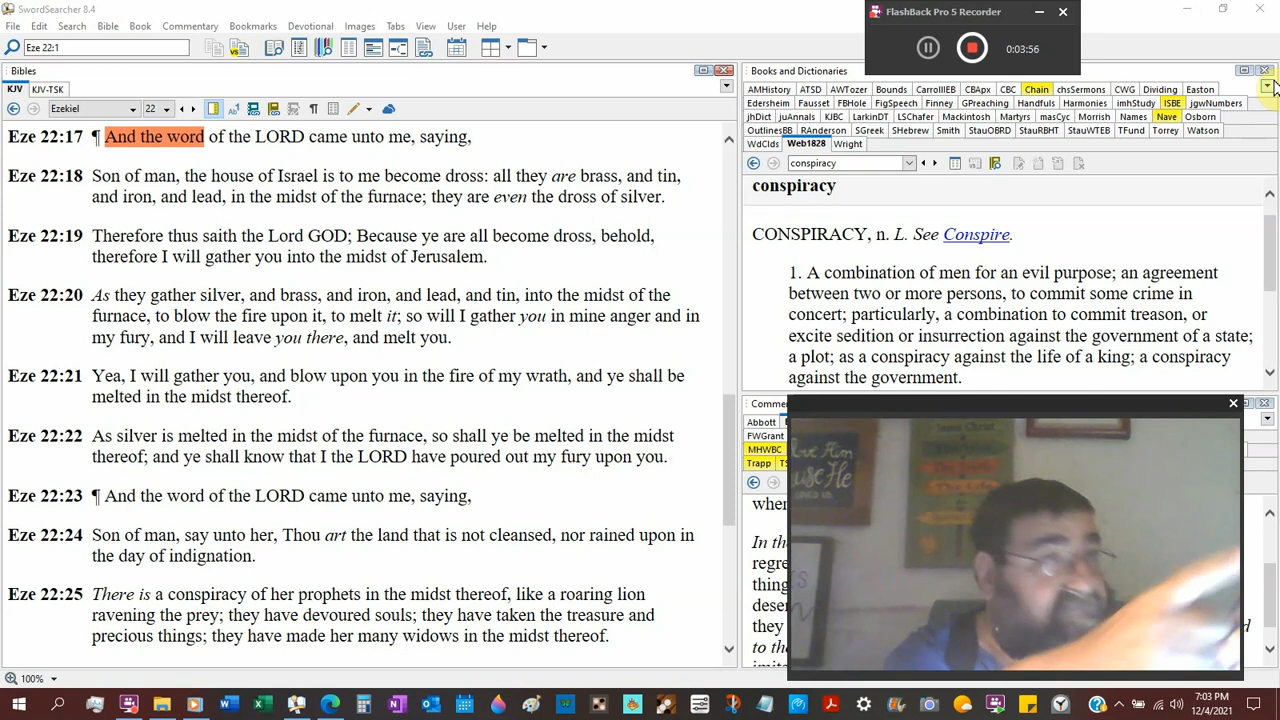 SwordSearcher 8.4
File Edit Search Book Commentary Bookmarks Devotional Images Tabs View User Help
Eze 22:1
VS
Bibles
KJV KJV-TSK
Ezekiel 22
Eze 22:17 ¶ And the word of the LORD came unto me, saying,
Eze 22:18 Son of man, the house of Israel is to me become dross: all they are brass, and tin,
and iron, and lead, in the midst of the furnace; they are even the dross of silver.
Eze 22:19 Therefore thus saith the Lord GOD; Because ye are all become dross, behold,
therefore I will gather you into the midst of Jerusalem.
Eze 22:20 As they gather silver, and brass, and iron, and lead, and tin, into the midst of the
furnace, to blow the fire upon it, to melt it; so will I gather you in mine anger and in
my fury, and I will leave you there, and melt you.
Eze 22:21 Yea, I will gather you, and blow upon you in the fire of my wrath, and ye shall be
melted in the midst thereof.
Eze 22:22 As silver is melted in the midst of the furnace, so shall ye be melted in the midst
thereof; and ye shall know that I the LORD have poured out my fury upon you.
Eze 22:23 ¶ And the word of the LORD came unto me, saying,
Eze 22:24 Son of man, say unto her, Thou art the land that is not cleansed, nor rained upon in
the day of indignation.
Eze 22:25 There is a conspiracy of her prophets in the midst thereof, like a roaring lion
ravening the prey; they have devoured souls; they have taken the treasure and
precious things; they have made her many widows in the midst thereof.
100%
FlashBack Pro 5 Recorder
0:03:56
Books and Dictionaries
AMHistory ATSD AWTozer Bounds CarrollEB CBApx CBC Chain chsSermons CWG Dividing Easton
Edersheim Fausset FBHole FigSpeech Finney GPreaching Handfuls Harmonies imhStudy ISBE jgwNumbers
jhDict juAnnals KJBC LarkinDT LSChafer Mackintosh Martyrs masCyc Morrish Names Nave Osborn
OutlinesBB RAnderson SGreek SHebrew Smith StauOBRD StauRBHT StauWTEB TFund Torrey Watson
WdClds Web1828 Wright
conspiracy
conspiracy
CONSPIRACY, n. L. See Conspire.
1. A combination of men for an evil purpose; an agreement
between two or more persons, to commit some crime in
concert; particularly, a combination to commit treason, or
excite sedition or insurrection against the government of a state;
a plot; as a conspiracy against the life of a king; a conspiracy
against the government.
Comme
Abbott
FWGrant
MHWBC
Trapp TS
when
In the
regre
thing
deser
they
to the
Jesus Christ
The Life
7:03 PM
12/4/2021